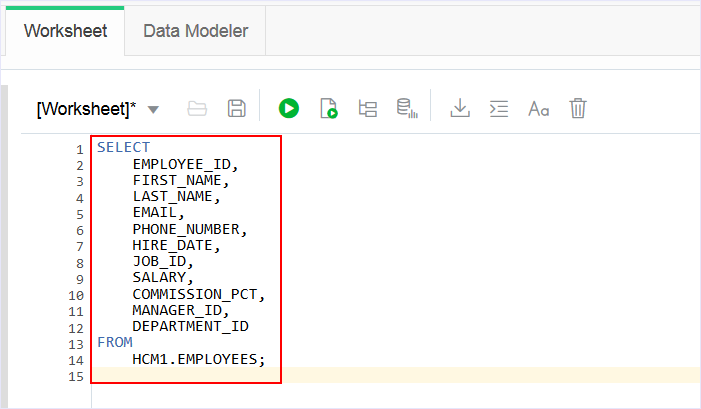 Worksheet Data Modeler
[Worksheet]* Aa
1 SELECT
2 EMPLOYEE_ID,
3 FIRST_NAME,
4 LAST_NAME,
5 EMAIL,
6 PHONE_NUMBER,
7 HIRE_DATE,
8 JOB_ID,
9 SALARY,
10 COMMISSION_PCT,
11 MANAGER_ID,
12 DEPARTMENT_ID
13 FROM
14 HCM1.EMPLOYEES;
15